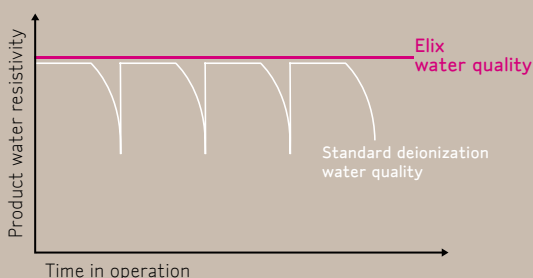 Product water resistivity
Elix
water quality
Standard deionization
water quality
Time in operation